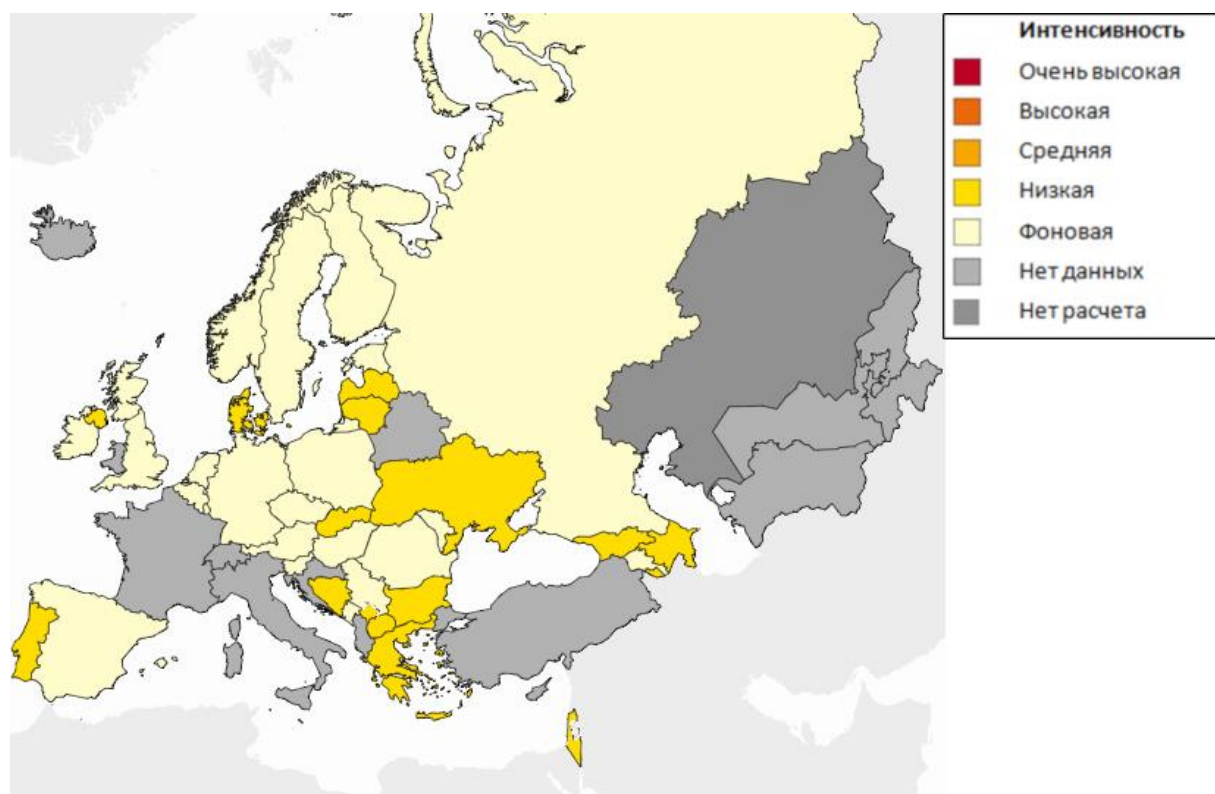 Интенсивность
Очень высокая
Высокая
Средняя
Низкая
Фоновая
Нет данных
Нет расчета